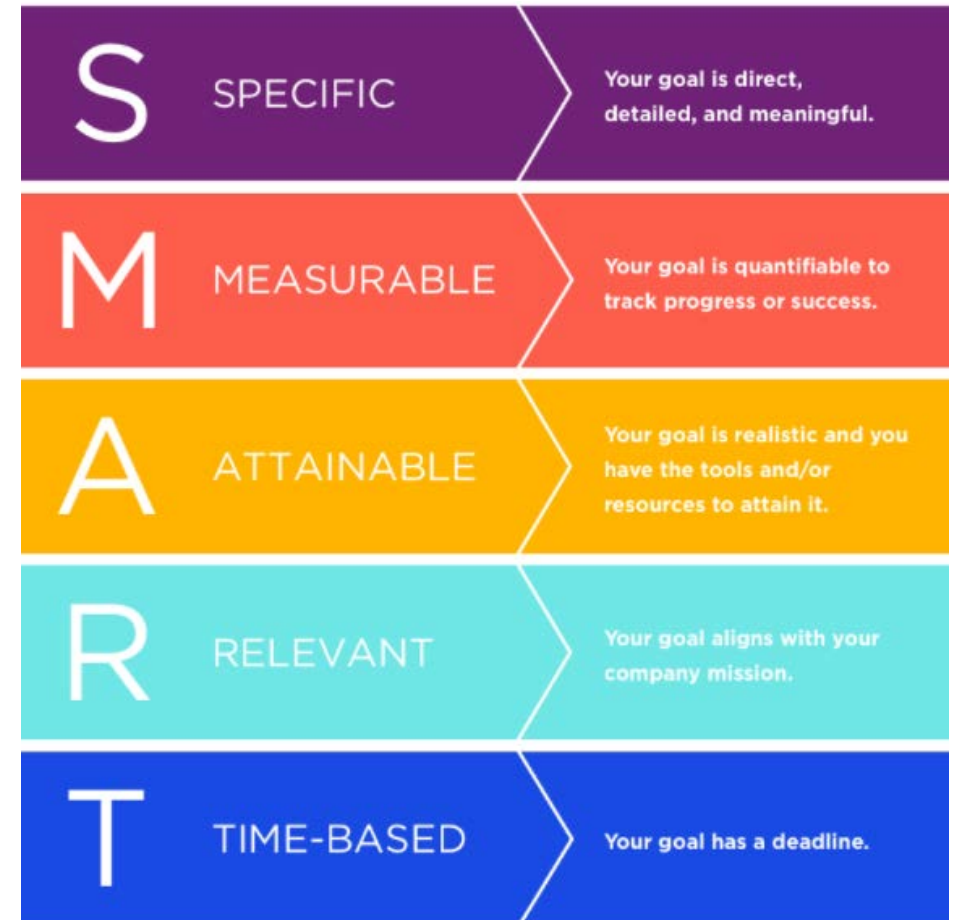 S SPECIFIC
Your goal is direct,
detailed, and meaningful.
M MEASURABLE
Your goal is quantifiable to
track progress or success.
A ATTAINABLE
Your goal is realistic and you
have the tools and/or
resources to attain it.
R RELEVANT
Your goal aligns with your
company mission.
T TIME-BASED
Your goal has a deadline.